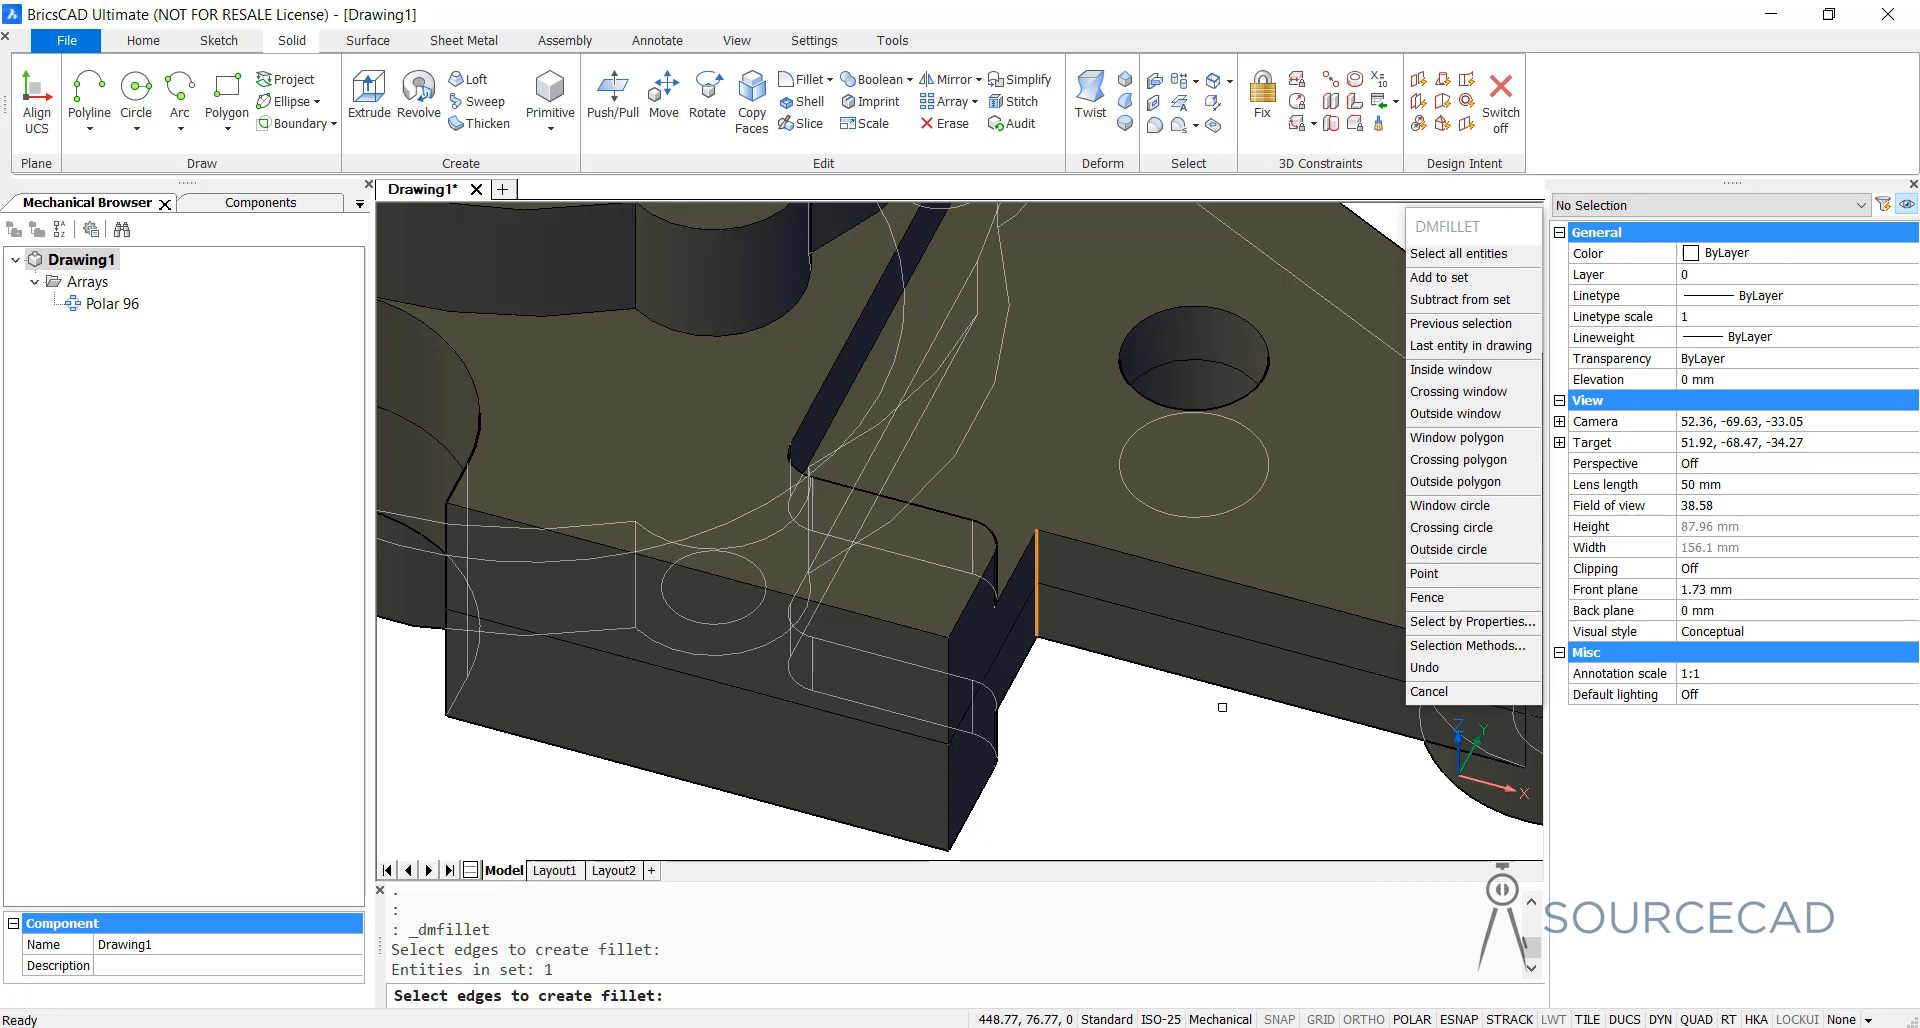 BricsCAD Ultimate (NOT FOR RESALE License) - [Drawing1]
File Home Sketch Solid Surface Sheet Metal Assembly Annotate View Settings Tools
Align UCS
Polyline Circle Arc Polygon
Project
Ellipse
Boundary
Extrude Revolve
Loft
Sweep
Thicken
Primitive
Push/Pull Move Rotate Copy Faces
Fillet Boolean Mirror Simplify
Shell Imprint Array Stitch
Slice Scale Erase Audit
Twist
Fix
Switch off
Plane Draw Create Edit Deform Select 3D Constraints Design Intent
Mechanical Browser Components
Drawing1
Arrays
Polar 96
Drawing1*
DMFILLET
Select all entities
Add to set
Subtract from set
Previous selection
Last entity in drawing
Inside window
Crossing window
Outside window
Window polygon
Crossing polygon
Outside polygon
Window circle
Crossing circle
Outside circle
Point
Fence
Select by Properties...
Selection Methods...
Undo
Cancel
Z
Y
X
No Selection
General
Color ByLayer
Layer 0
Linetype ByLayer
Linetype scale 1
Lineweight ByLayer
Transparency ByLayer
Elevation 0 mm
View
Camera 52.36, -69.63, -33.05
Target 51.92, -68.47, -34.27
Perspective Off
Lens length 50 mm
Field of view 38.58
Height 87.96 mm
Width 156.1 mm
Clipping Off
Front plane 1.73 mm
Back plane 0 mm
Visual style Conceptual
Misc
Annotation scale 1:1
Default lighting Off
Model Layout1 Layout2 +
:
:
: _dmfillet
Select edges to create fillet:
Entities in set: 1
Select edges to create fillet:
SOURCECAD
Component
Name Drawing1
Description
Ready
448.77, 76.77, 0 Standard ISO-25 Mechanical SNAP GRID ORTHO POLAR ESNAP STRACK LWT TILE DUCS DYN QUAD RT HKA LOCKUI None